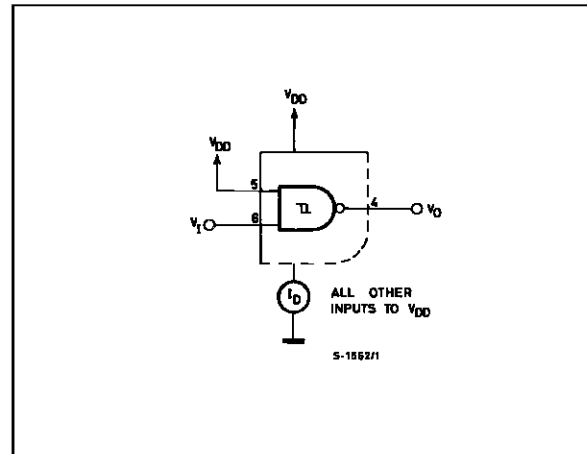 VDD
VDD
5
4
VO
VI
6
ID
ALL OTHER
INPUTS TO VDD
S-1562/1